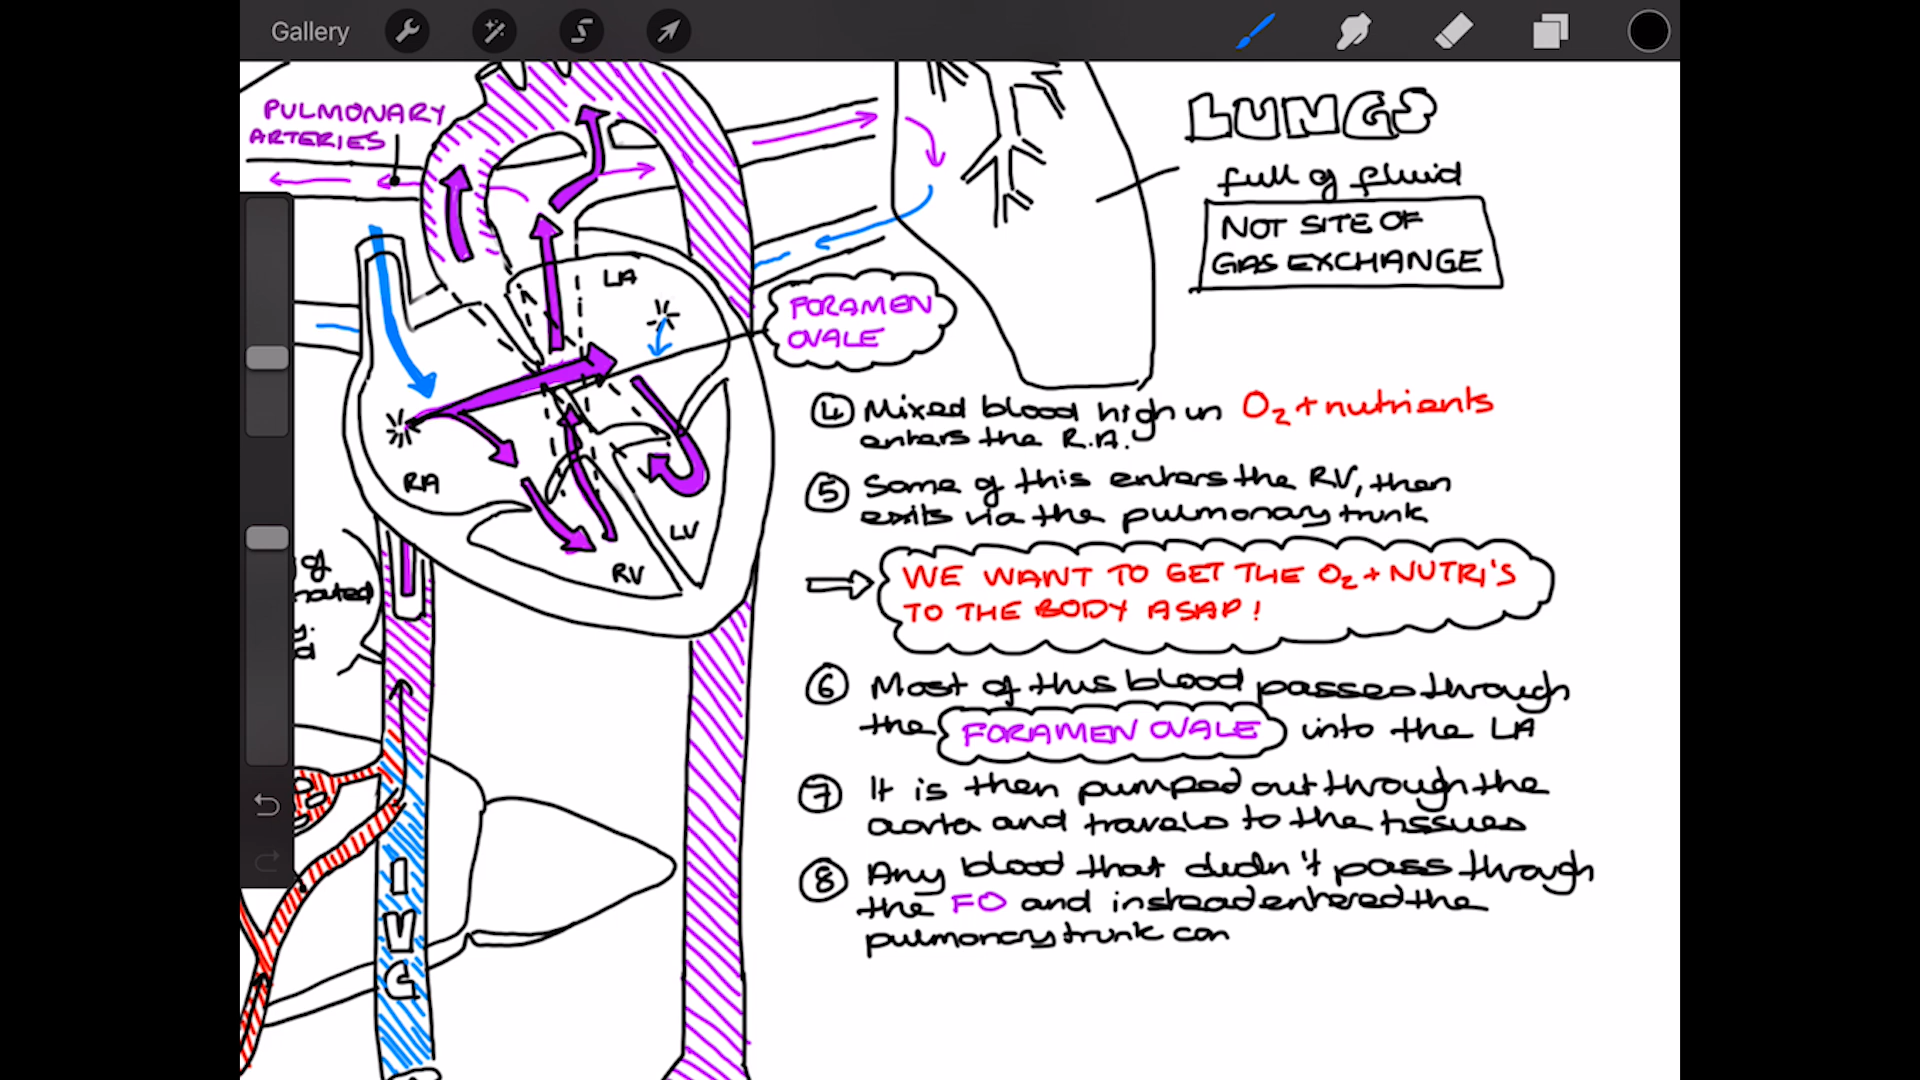 Gallery
PULMONARY
ARTERIES
LUNGS
full of fluid
NOT SITE OF
GAS EXCHANGE
LA
FORAMEN
OVALE
RA
LV
RV
of
④ Mixed blood high in O₂ + nutrients
enters the R.A.
⑤ Some of this enters the RV, then
exits via the pulmonary trunk
⇒ WE WANT TO GET THE O₂ + NUTRI'S
TO THE BODY ASAP!
⑥ Most of this blood passes through
the FORAMEN OVALE into the LA
⑦ It is then pumped out through the
aorta and travels to the tissues
⑧ Any blood that didn't pass through
the FO and instead entered the
pulmonary trunk can
IVC